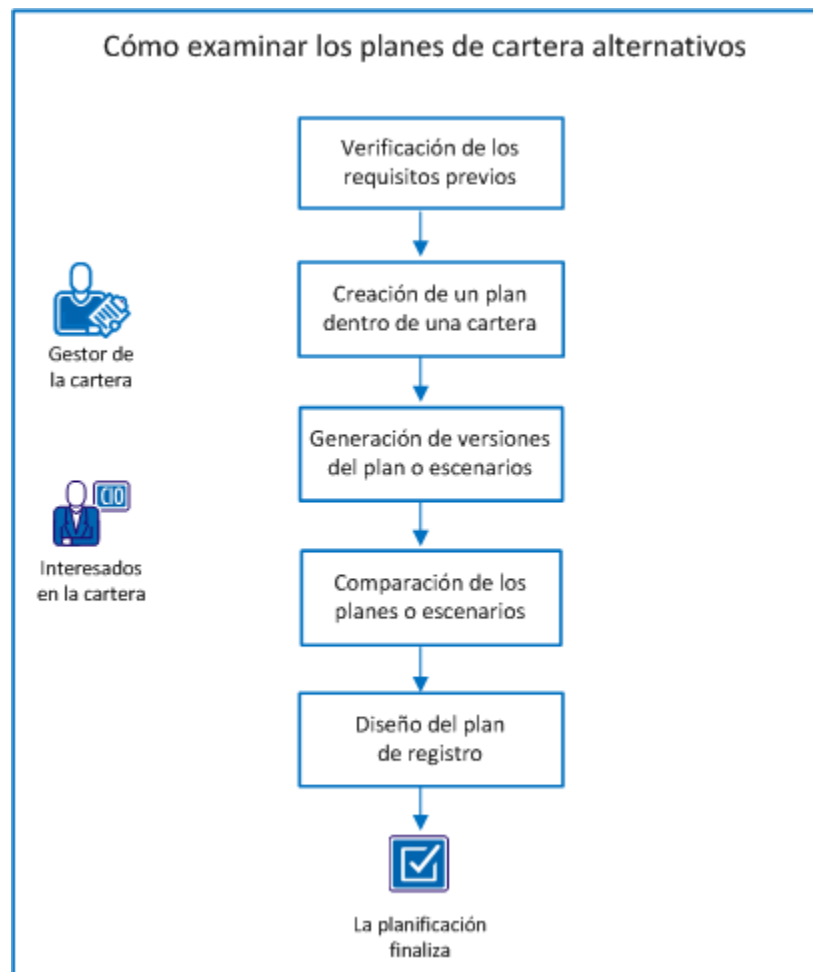 Cómo examinar los planes de cartera alternativos
Verificación de los
requisitos previos
Creación de un plan
dentro de una cartera
Gestor de
la cartera
Generación de versiones
del plan o escenarios
CIO
Interesados
en la cartera
Comparación de los
planes o escenarios
Diseño del plan
de registro
La planificación
finaliza